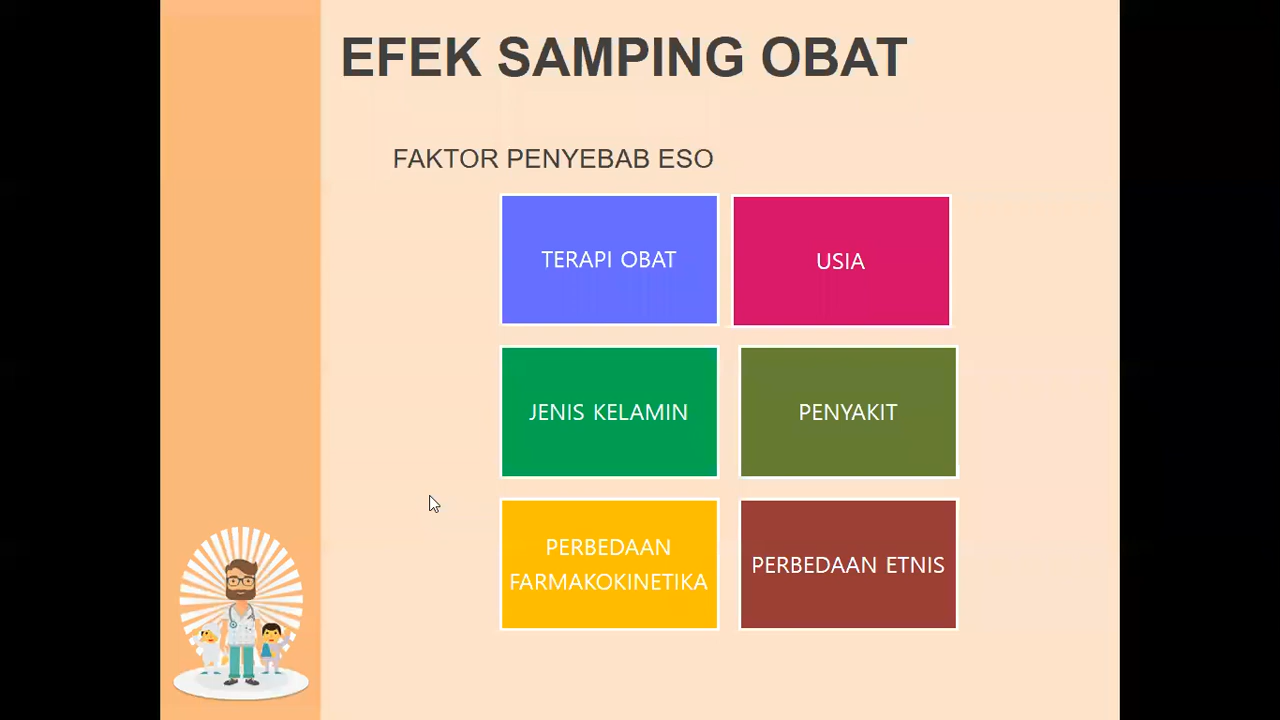 EFEK SAMPING OBAT
FAKTOR PENYEBAB ESO
TERAPI OBAT
USIA
JENIS KELAMIN
PENYAKIT
PERBEDAAN
FARMAKOKINETIKA
PERBEDAAN ETNIS